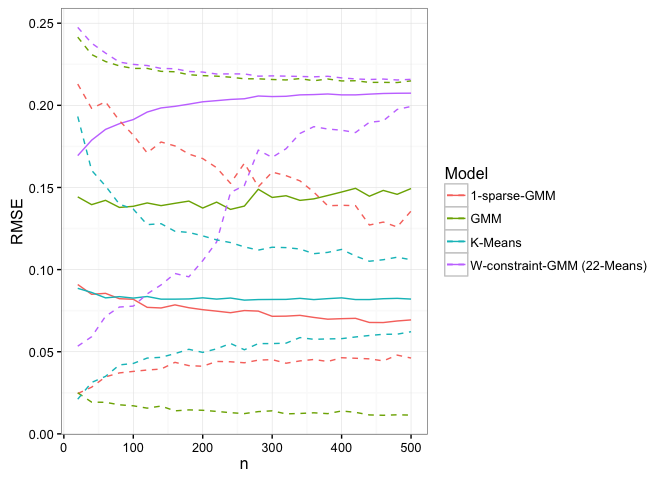 0.25
0.20
0.15
0.10
0.05
0.00
RMSE
0 100 200 300 400 500
n
Model
1-sparse-GMM
GMM
K-Means
W-constraint-GMM (22-Means)